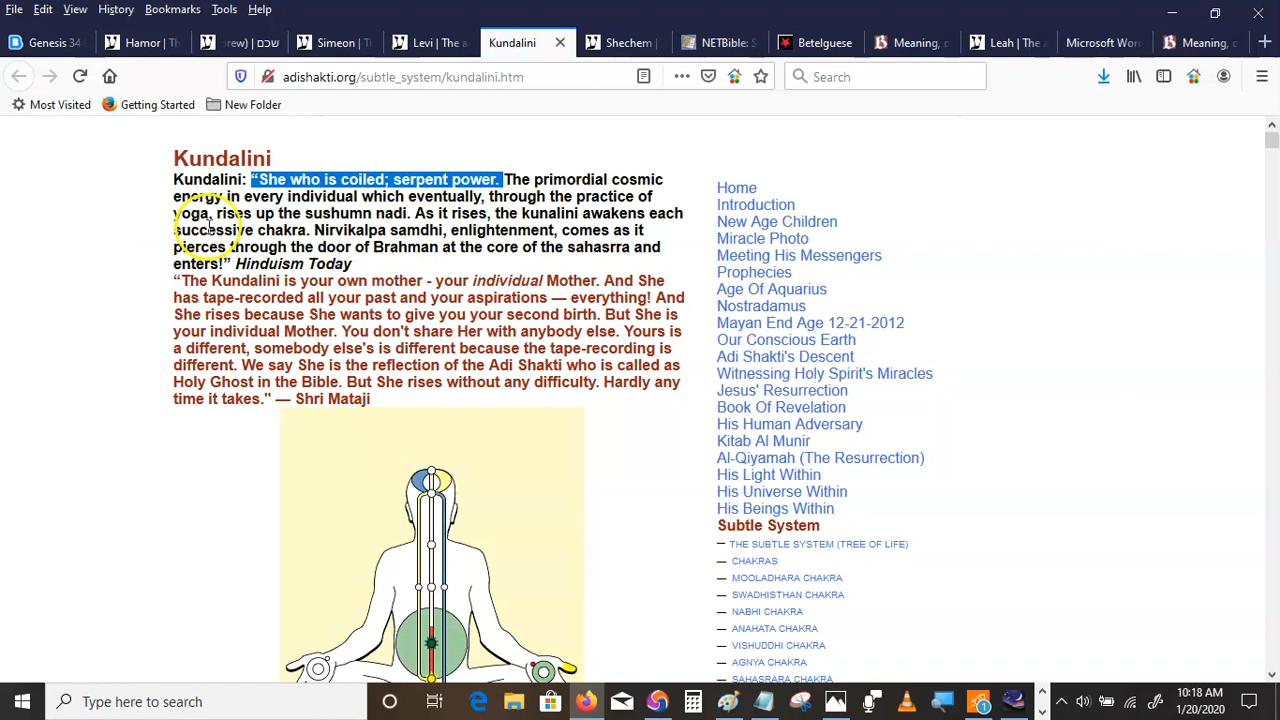 File Edit View History Bookmarks Tools Help
Genesis 34
Hamor | Th
Simeon | Th
Levi | The a
Kundalini
Shechem |
NETBible: S
Betelguese
Meaning, o
Leah | The a
Microsoft Word
Meaning, o
adishakti.org/subtle_system/kundalini.htm
Search
Most Visited Getting Started New Folder
Kundalini
Kundalini: “She who is coiled; serpent power. The primordial cosmic
energy in every individual which eventually, through the practice of
yoga, rises up the sushumn nadi. As it rises, the kunalini awakens each
successive chakra. Nirvikalpa samdhi, enlightenment, comes as it
pierces through the door of Brahman at the core of the sahasrra and
enters!” Hinduism Today
“The Kundalini is your own mother - your individual Mother. And She
has tape-recorded all your past and your aspirations — everything! And
She rises because She wants to give you your second birth. But She is
your individual Mother. You don't share Her with anybody else. Yours is
a different, somebody else's is different because the tape-recording is
different. We say She is the reflection of the Adi Shakti who is called as
Holy Ghost in the Bible. But She rises without any difficulty. Hardly any
time it takes." — Shri Mataji
Home
Introduction
New Age Children
Miracle Photo
Meeting His Messengers
Prophecies
Age Of Aquarius
Nostradamus
Mayan End Age 12-21-2012
Our Conscious Earth
Adi Shakti's Descent
Witnessing Holy Spirit's Miracles
Jesus' Resurrection
Book Of Revelation
His Human Adversary
Kitab Al Munir
Al-Qiyamah (The Resurrection)
His Light Within
His Universe Within
His Beings Within
Subtle System
— THE SUBTLE SYSTEM (TREE OF LIFE)
— CHAKRAS
— MOOLADHARA CHAKRA
— SWADHISTHAN CHAKRA
— NABHI CHAKRA
— ANAHATA CHAKRA
— VISHUDDHI CHAKRA
— AGNYA CHAKRA
— SAHASRARA CHAKRA
Type here to search
10:18 AM
1/20/2020